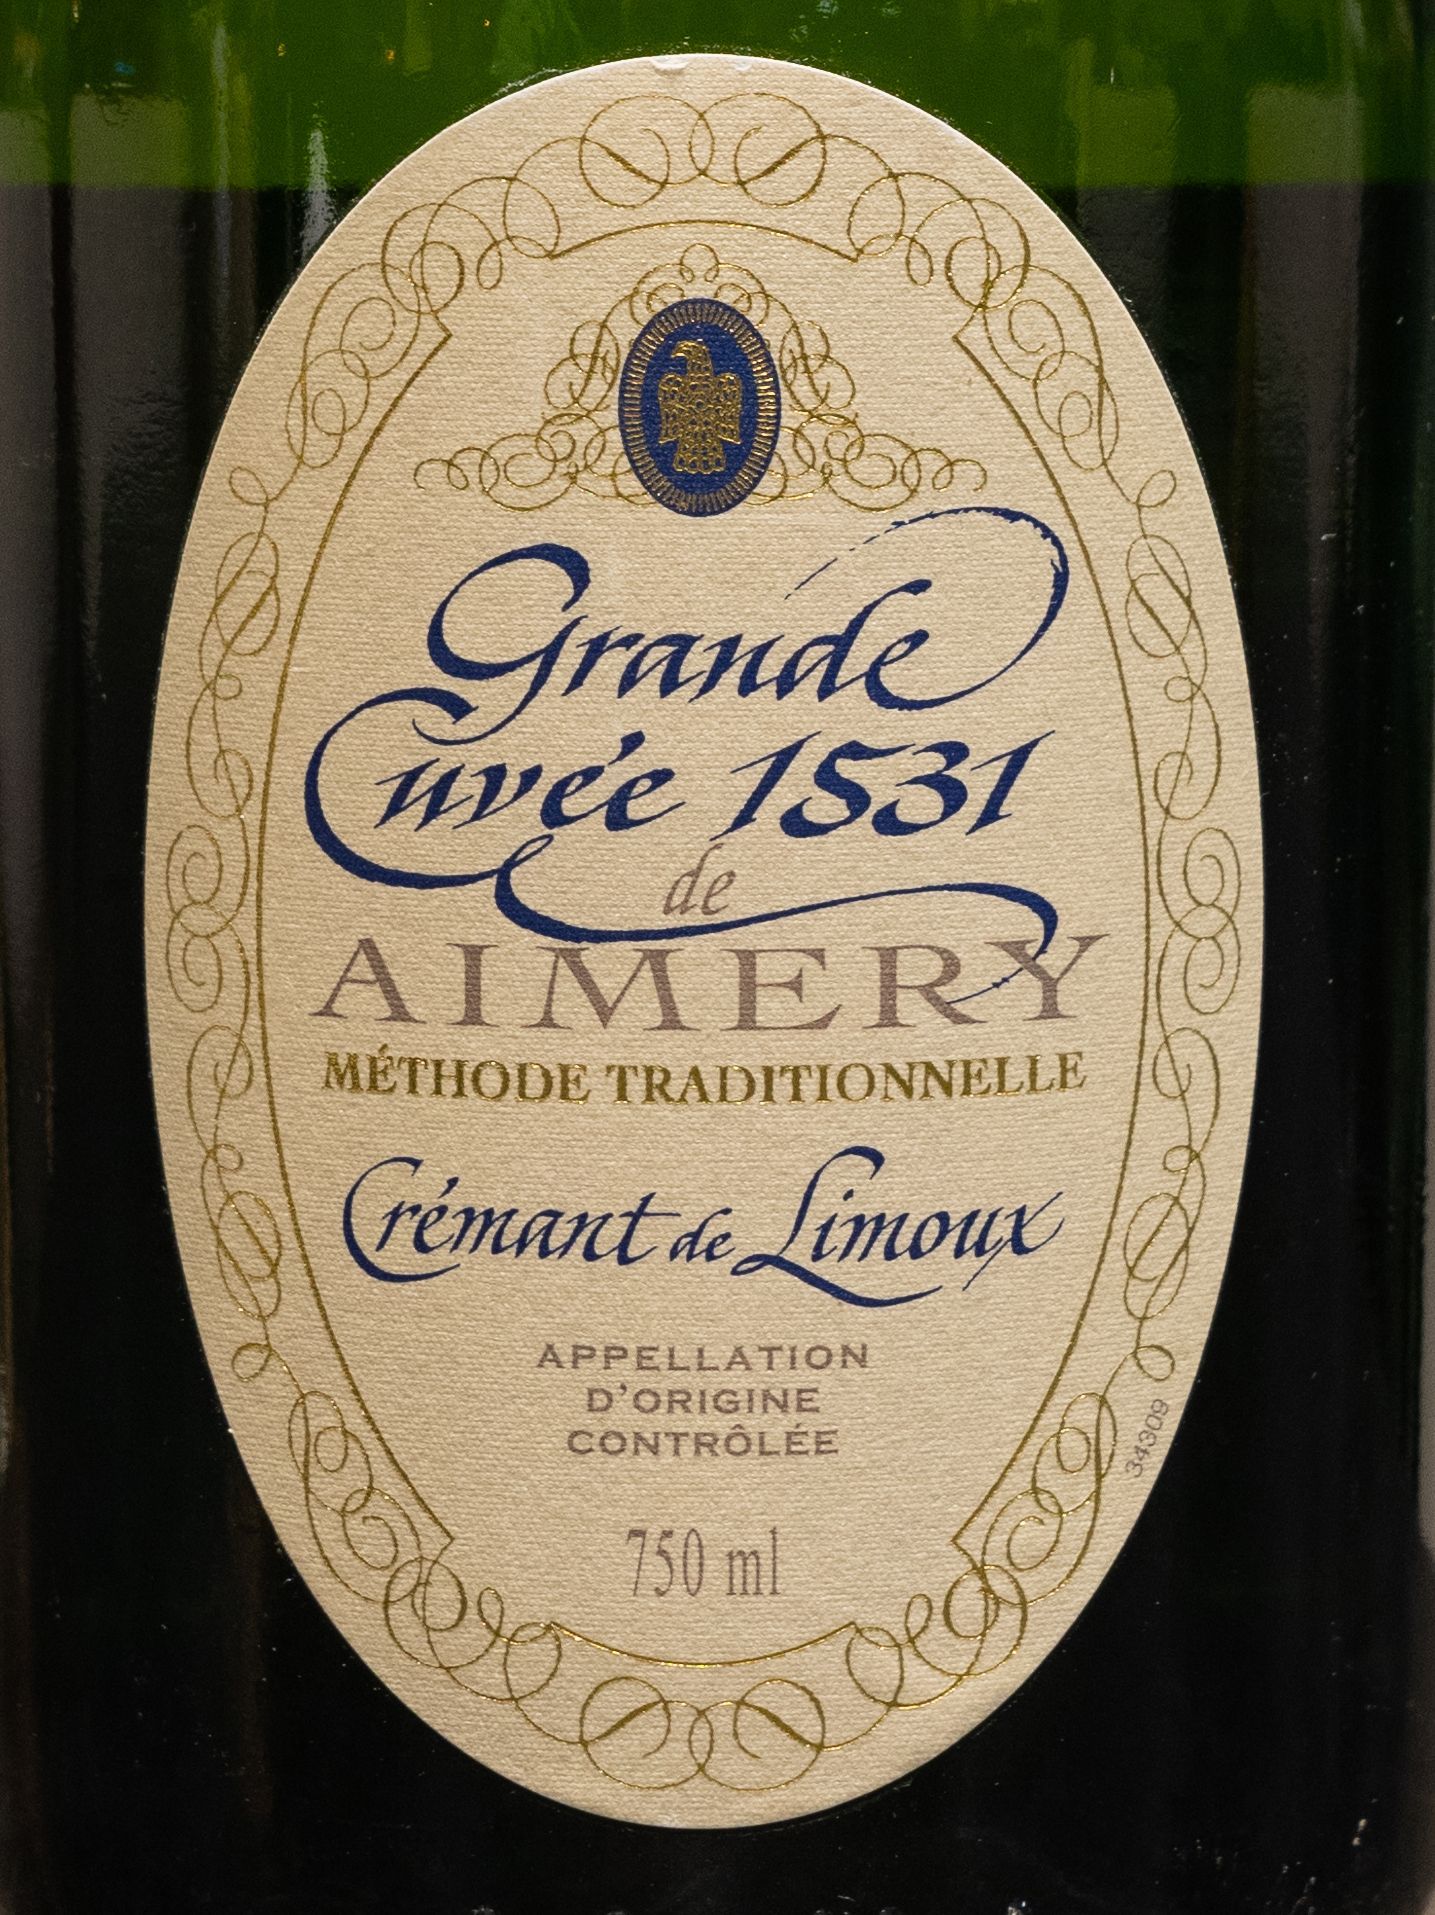 Grande
Cuvée 1531
de
AIMERY
MÉTHODE TRADITIONNELLE
Crémant de Limoux
APPELLATION
D'ORIGINE
CONTRÔLÉE
34309
750 ml